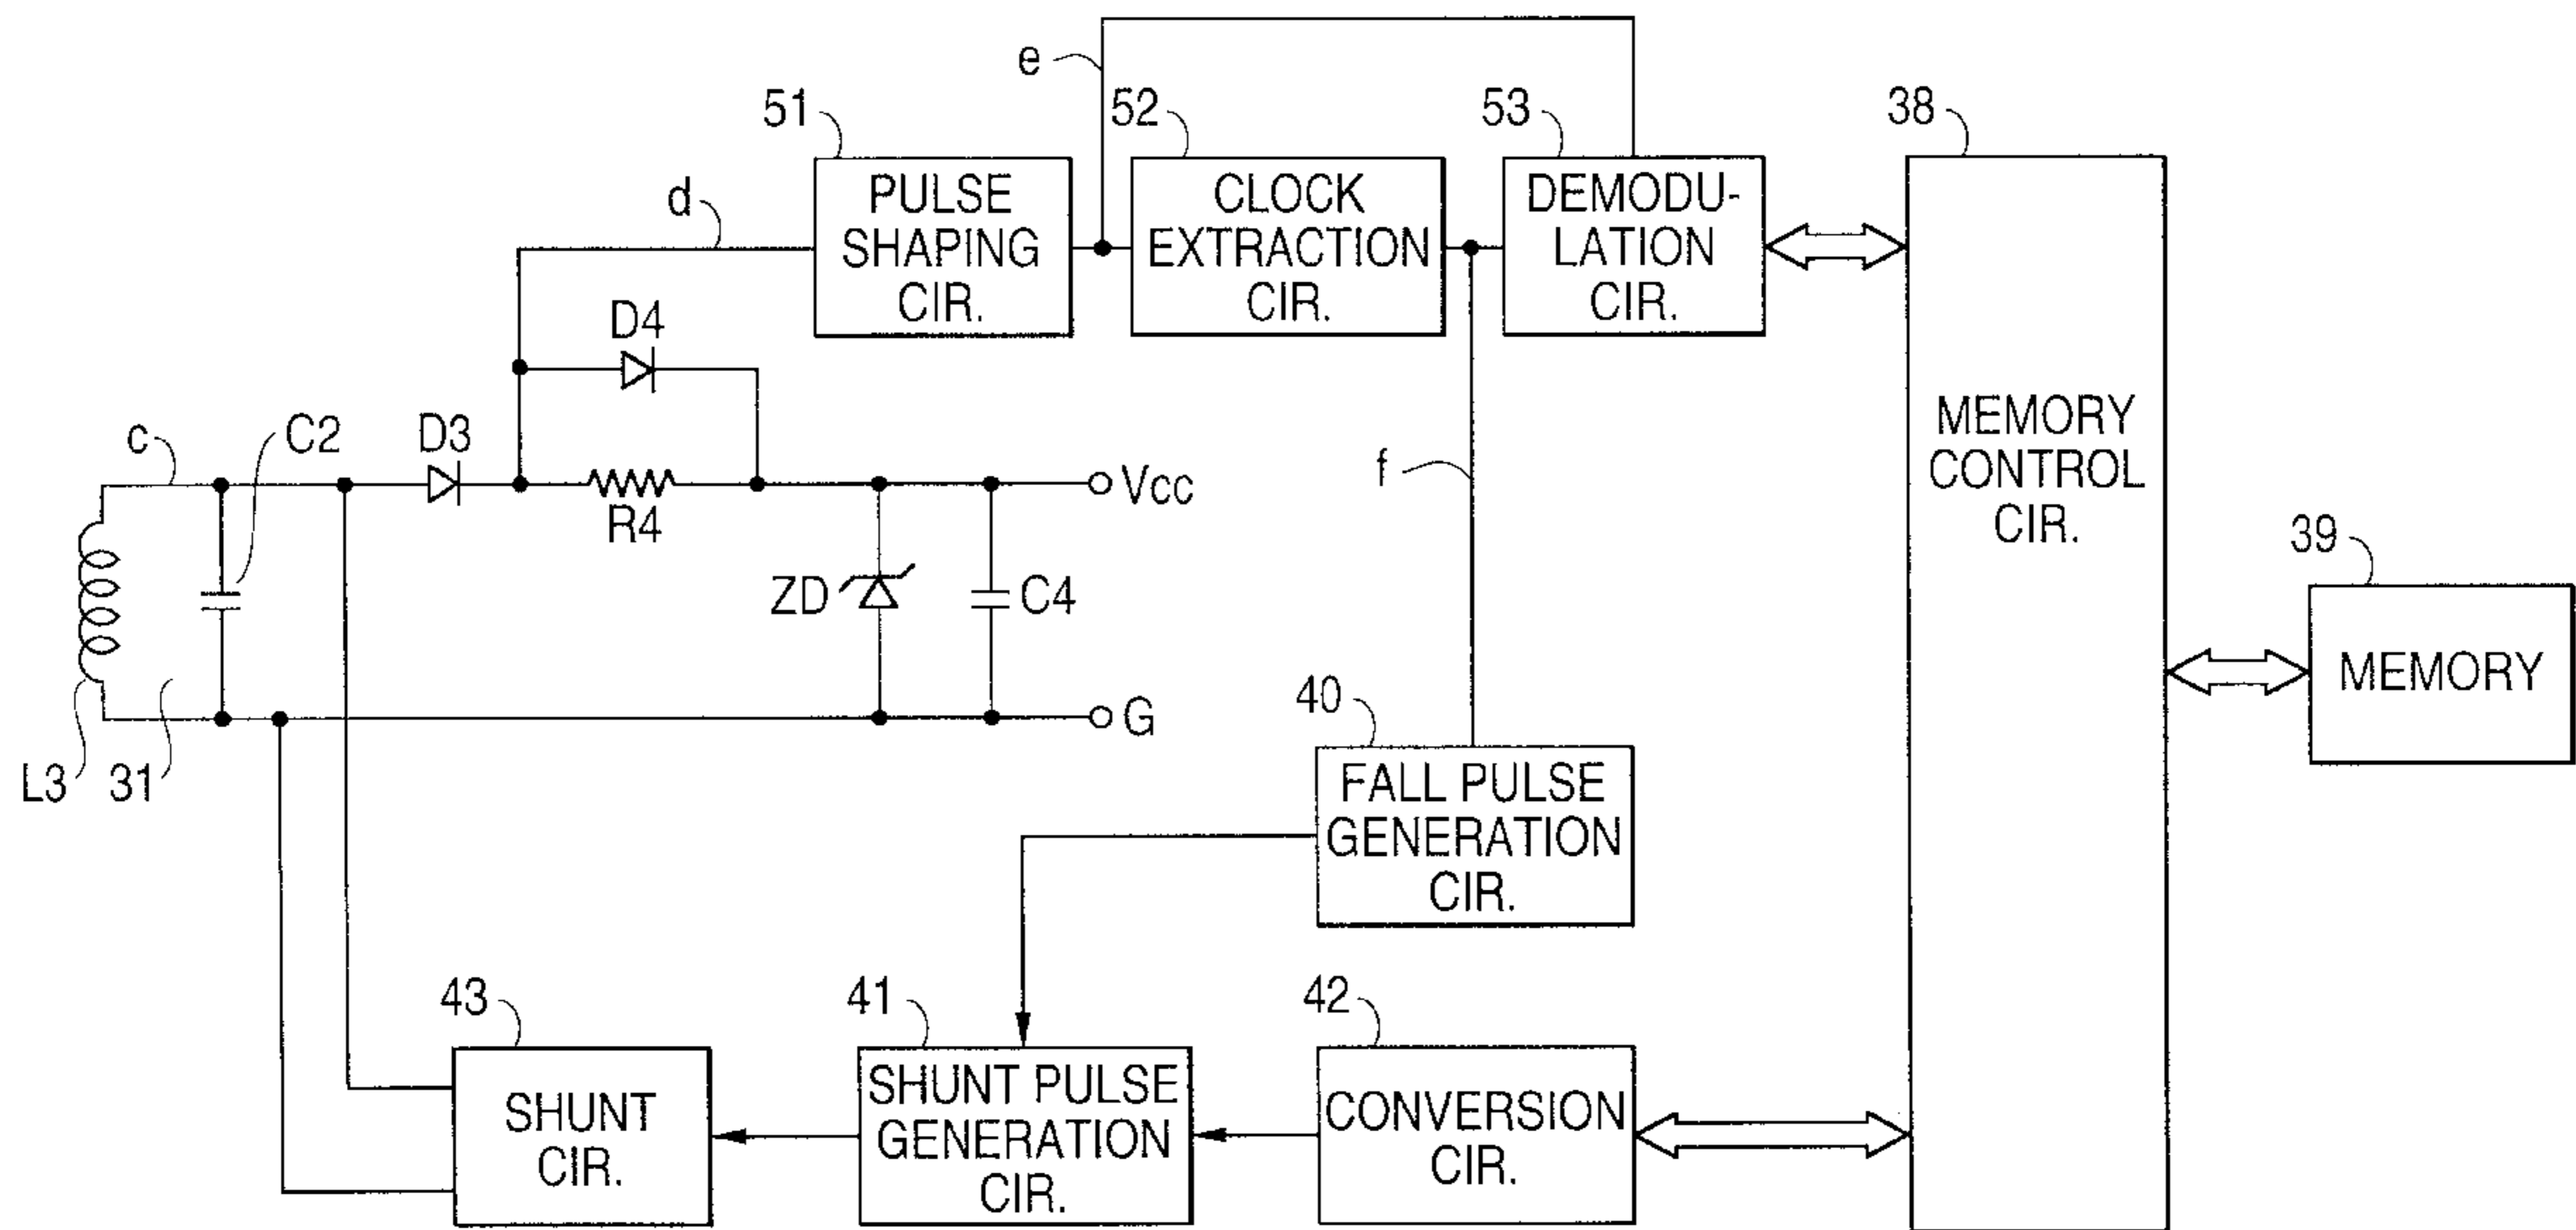 e
51
52
53
38
d
PULSE
SHAPING
CIR.
CLOCK
EXTRACTION
CIR.
DEMODU-
LATION
CIR.
D4
c
C2
D3
R4
Vcc
f
MEMORY
CONTROL
CIR.
ZD
C4
39
MEMORY
G
L3
31
40
FALL PULSE
GENERATION
CIR.
43
41
42
SHUNT
CIR.
SHUNT PULSE
GENERATION
CIR.
CONVERSION
CIR.